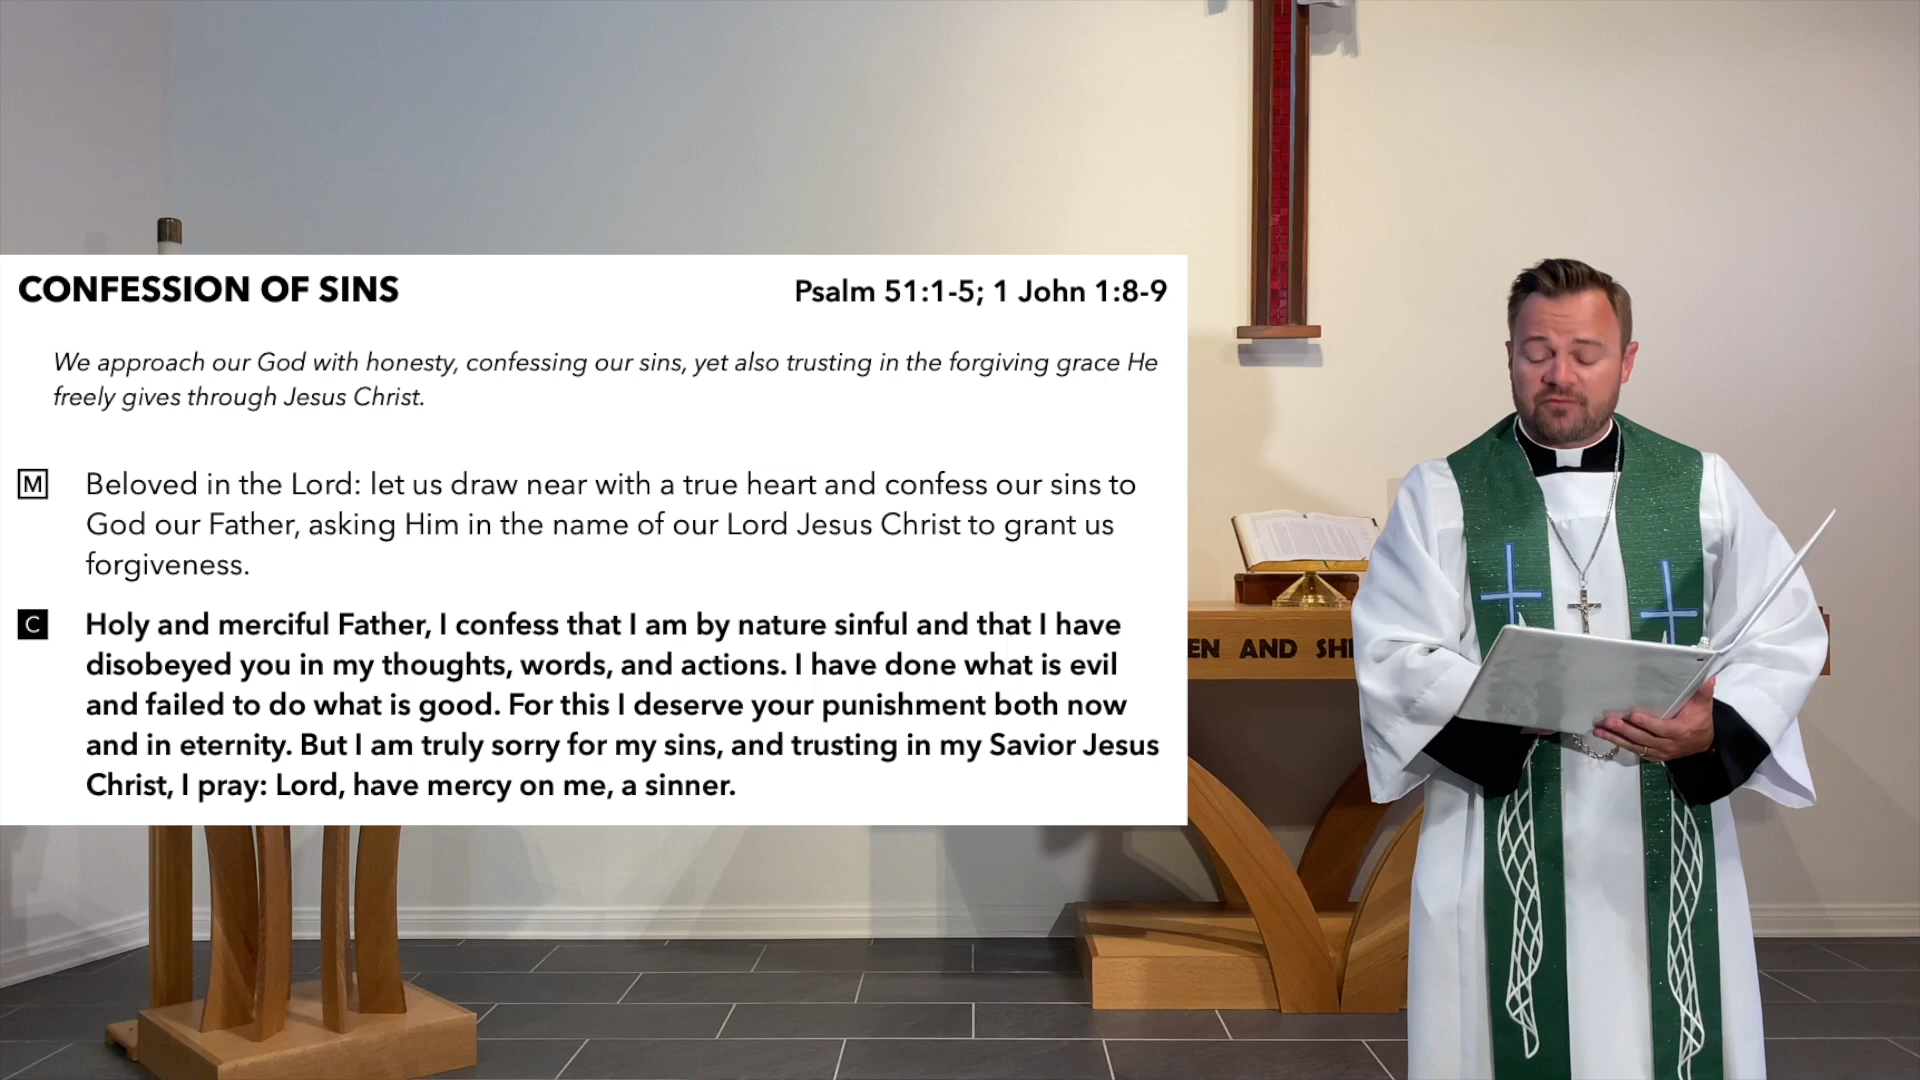 CONFESSION OF SINS Psalm 51:1-5; 1 John 1:8-9
We approach our God with honesty, confessing our sins, yet also trusting in the forgiving grace He
freely gives through Jesus Christ.
M Beloved in the Lord: let us draw near with a true heart and confess our sins to
God our Father, asking Him in the name of our Lord Jesus Christ to grant us
forgiveness.
C Holy and merciful Father, I confess that I am by nature sinful and that I have
disobeyed you in my thoughts, words, and actions. I have done what is evil
and failed to do what is good. For this I deserve your punishment both now
and in eternity. But I am truly sorry for my sins, and trusting in my Savior Jesus
Christ, I pray: Lord, have mercy on me, a sinner.
AND